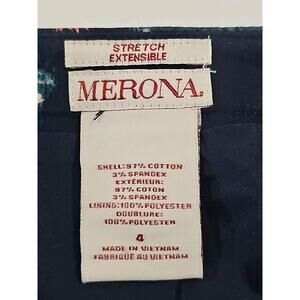 STRETCH
EXTENSIBLE
MERONA®
SHELL: 97% COTTON
3% SPANDEX
EXTÉRIEUR:
97% COTON
3% SPANDEX
LINING: 100% POLYESTER
DOUBLURE:
100% POLYESTER
4
MADE IN VIETNAM
FABRIQUÉ AU VIETNAM